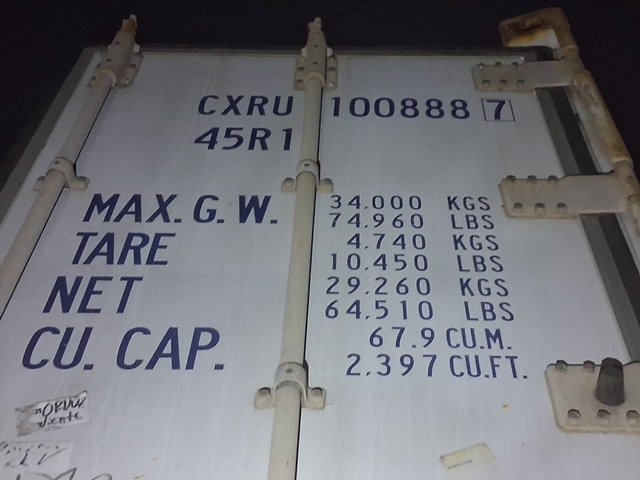 CXRU 100888 7
45R1
MAX. G. W. 34.000 KGS
74.960 LBS
TARE 4.740 KGS
10.450 LBS
NET 29.260 KGS
64.510 LBS
CU. CAP. 67.9 CU.M.
2.397 CU.FT.